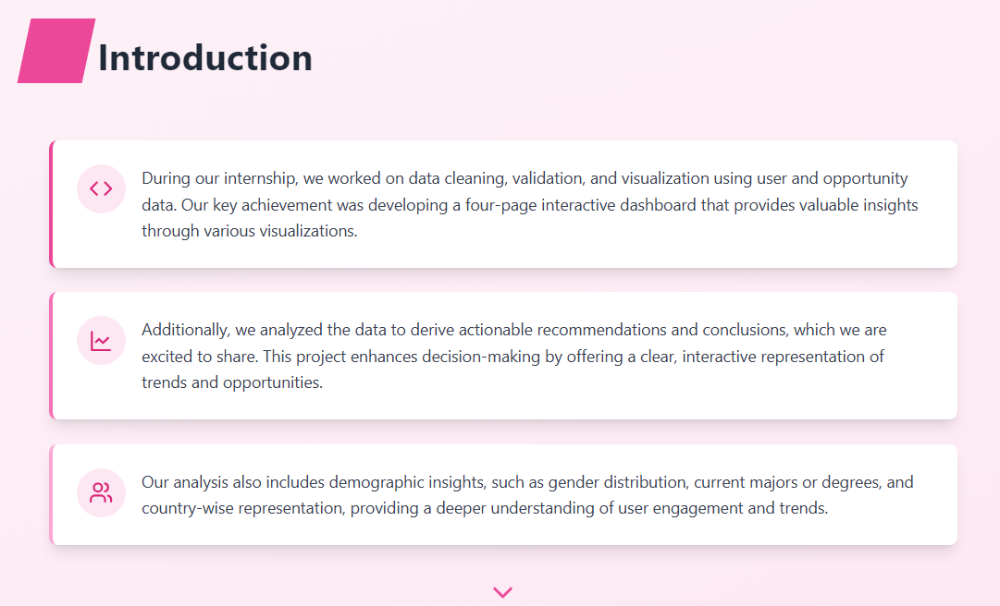 Introduction
During our internship, we worked on data cleaning, validation, and visualization using user and opportunity
data. Our key achievement was developing a four-page interactive dashboard that provides valuable insights
through various visualizations.
Additionally, we analyzed the data to derive actionable recommendations and conclusions, which we are
excited to share. This project enhances decision-making by offering a clear, interactive representation of
trends and opportunities.
Our analysis also includes demographic insights, such as gender distribution, current majors or degrees, and
country-wise representation, providing a deeper understanding of user engagement and trends.